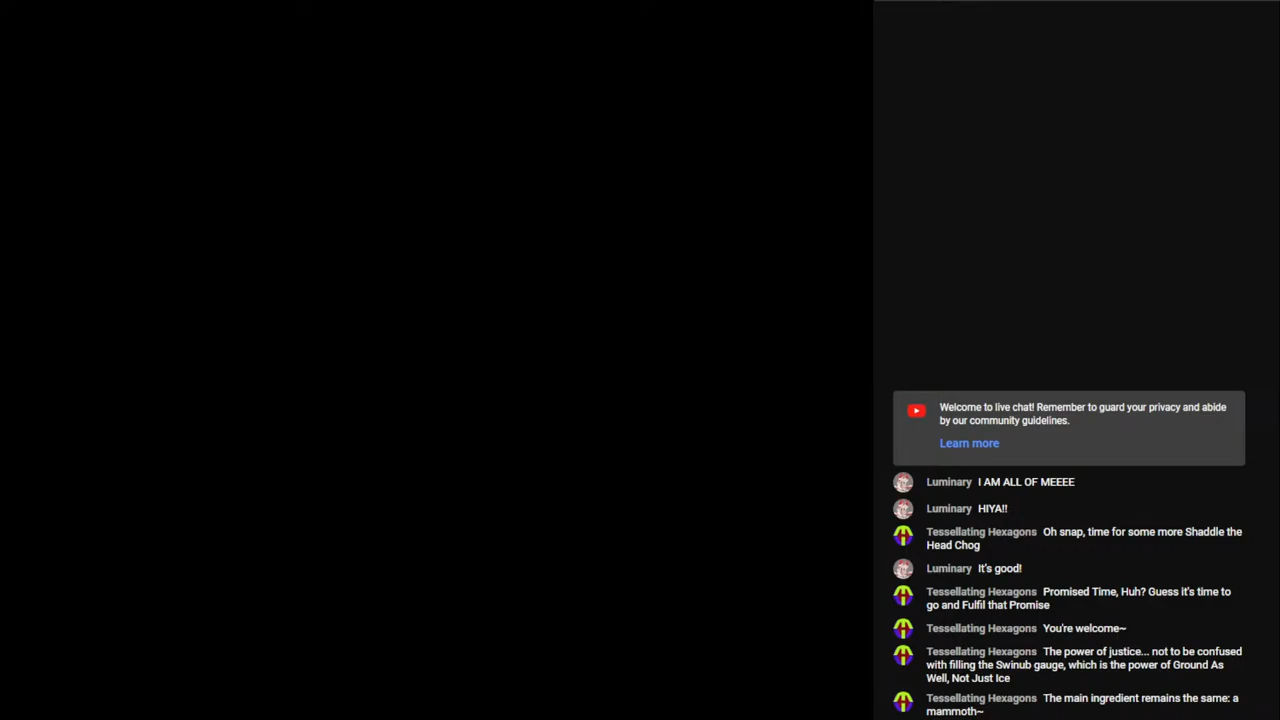 Welcome to live chat! Remember to guard your privacy and abide
by our community guidelines.
Learn more
Luminary I AM ALL OF MEEEE
Luminary HIYA!!
Tessellating Hexagons Oh snap, time for some more Shaddle the
Head Chog
Luminary It's good!
Tessellating Hexagons Promised Time, Huh? Guess it's time to
go and Fulfil that Promise
Tessellating Hexagons You're welcome~
Tessellating Hexagons The power of justice... not to be confused
with filling the Swinub gauge, which is the power of Ground As
Well, Not Just Ice
Tessellating Hexagons The main ingredient remains the same: a
mammoth~